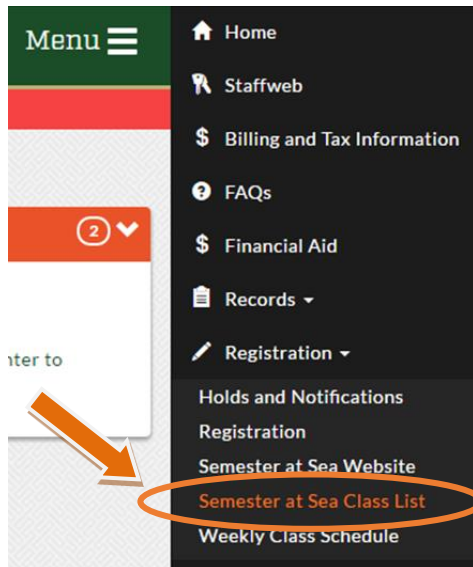 Menu
Home
Staffweb
Billing and Tax Information
FAQs
2
Financial Aid
Records
Registration
to
Holds and Notifications
Registration
Semester at Sea Website
Semester at Sea Class List
Weekly Class Schedule